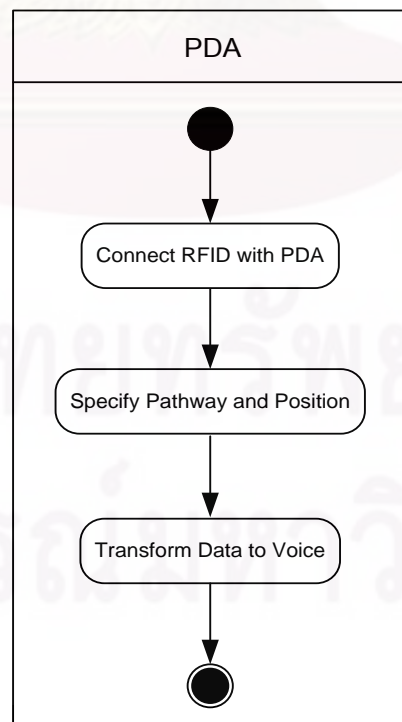 PDA
Connect RFID with PDA
Specify Pathway and Position
Transform Data to Voice